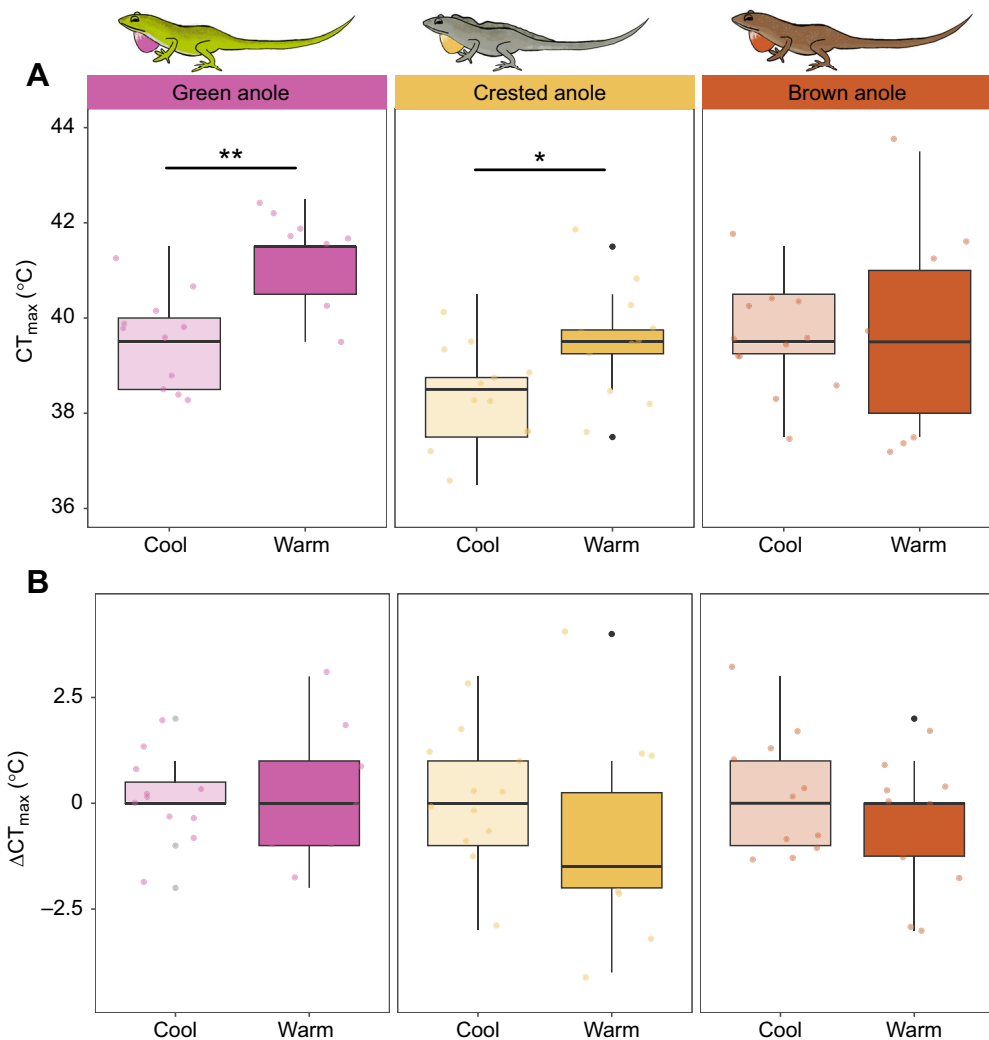 A
Green anole
Crested anole
Brown anole
CTmax (°C)
44
42
40
38
36
**
*
Cool
Warm
Cool
Warm
Cool
Warm
B
ΔCTmax (°C)
2.5
0
−2.5
Cool
Warm
Cool
Warm
Cool
Warm